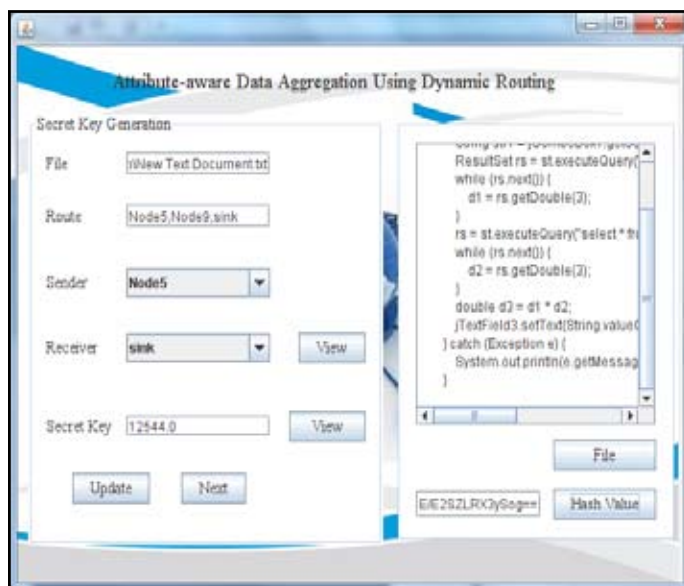 Attribute-aware Data Aggregation Using Dynamic Routing
Secret Key Generation
File
\New Text Document.txt
Route
Node5,Node9,sink
Sender
Node5
Receiver
sink
View
Secret Key
12544.0
View
Update
Next
ResultSet rs = st.executeQuery("
while (rs.next()) {
d1 = rs.getDouble(3);
}
rs = st.executeQuery("select * fro
while (rs.next()) {
d2 = rs.getDouble(3);
}
double d3 = d1 * d2;
jTextField3.setText(String.value
} catch (Exception e) {
System.out.println(e.getMessag
}
File
Hash Value